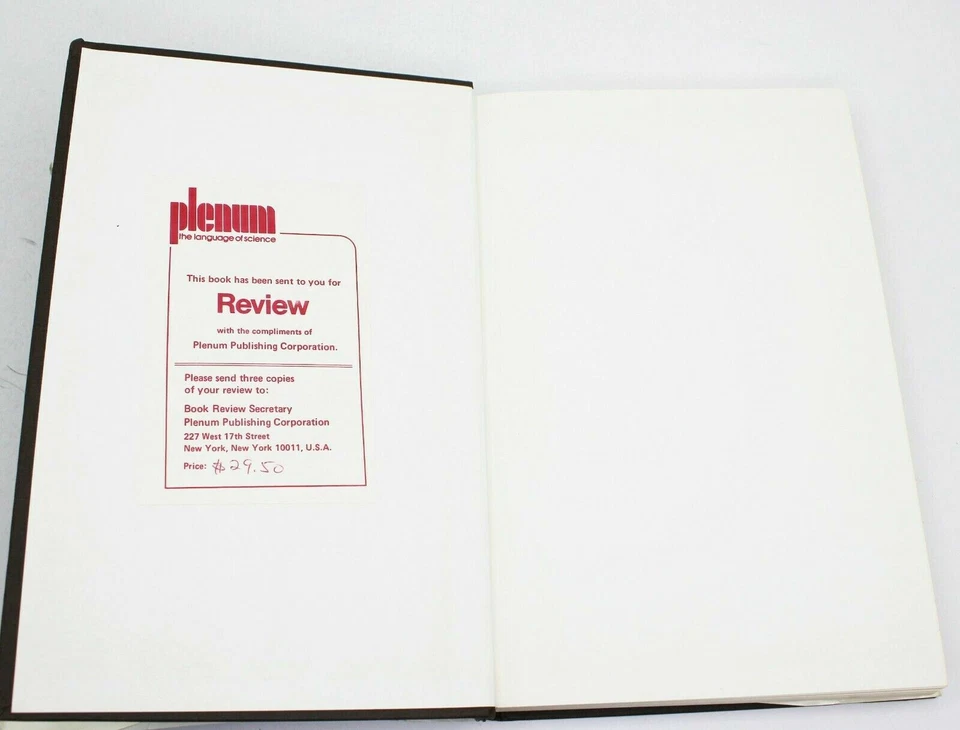 plenum
the language of science
This book has been sent to you for
Review
with the compliments of
Plenum Publishing Corporation.
Please send three copies
of your review to:
Book Review Secretary
Plenum Publishing Corporation
227 West 17th Street
New York, New York 10011, U.S.A.
Price: $29.50